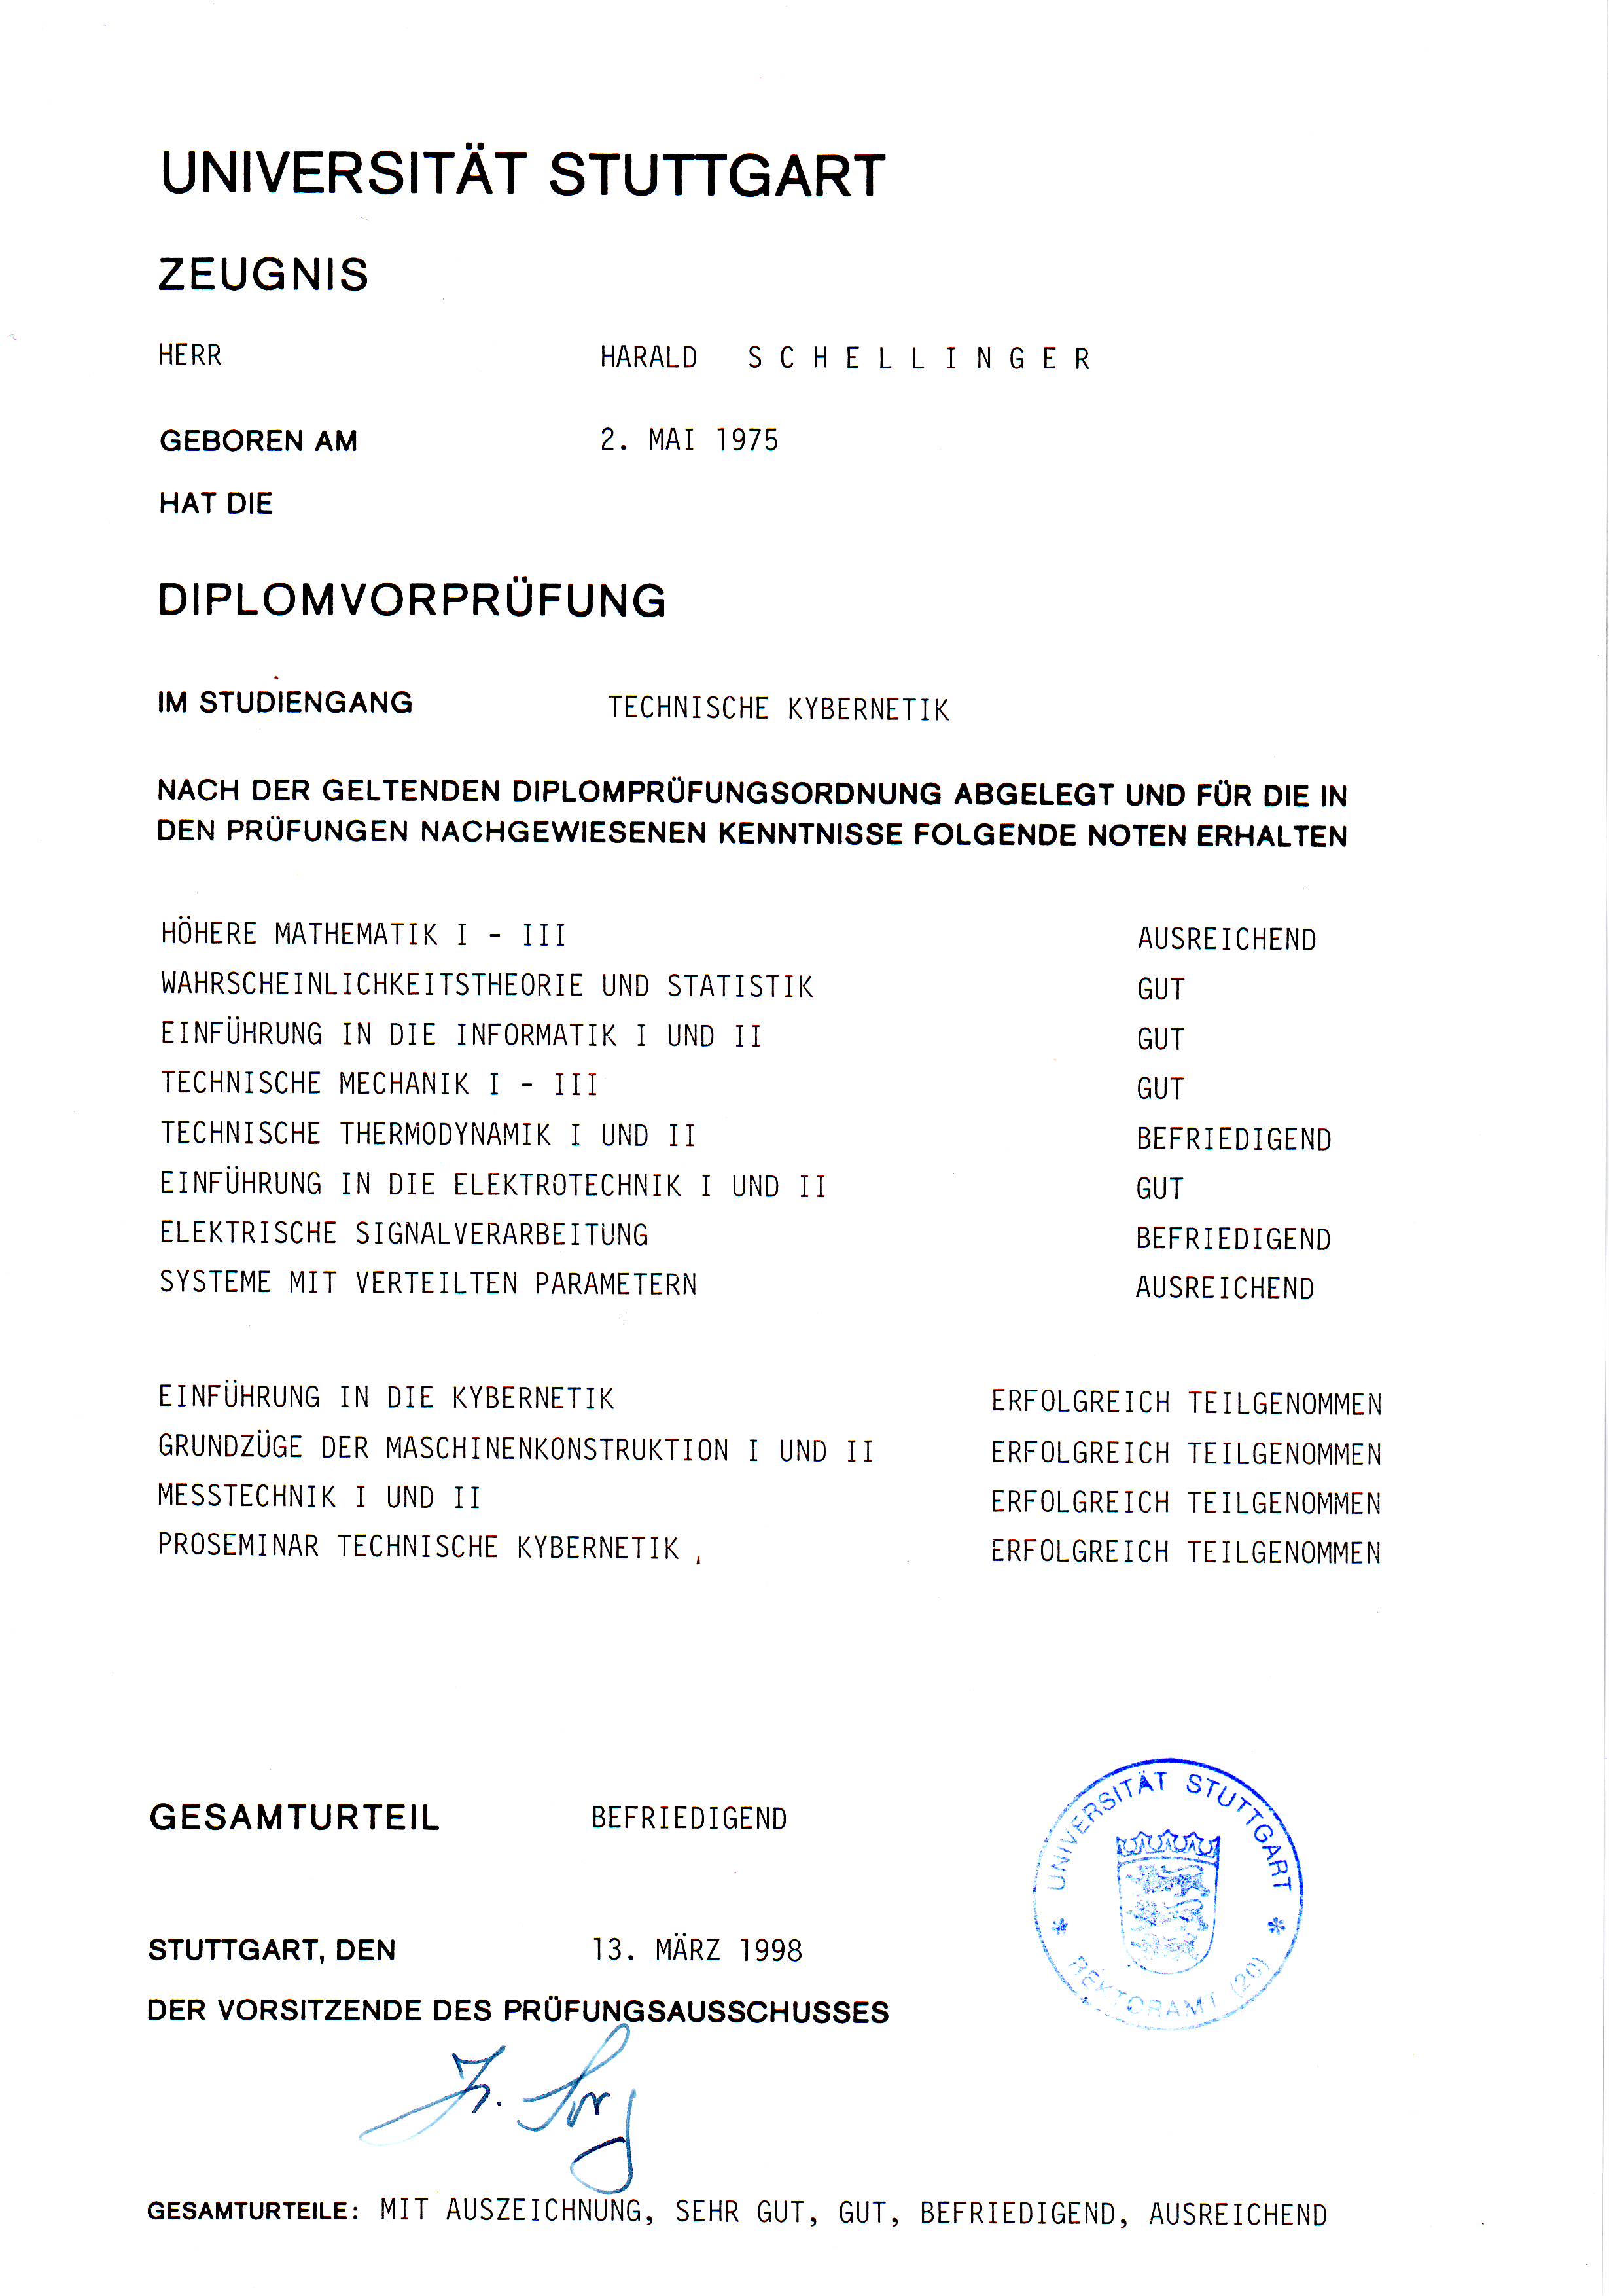 UNIVERSITÄT STUTTGART
ZEUGNIS
HERR HARALD S C H E L L I N G E R
GEBOREN AM 2. MAI 1975
HAT DIE
DIPLOMVORPRÜFUNG
IM STUDIENGANG TECHNISCHE KYBERNETIK
NACH DER GELTENDEN DIPLOMPRÜFUNGSORDNUNG ABGELEGT UND FÜR DIE IN
DEN PRÜFUNGEN NACHGEWIESENEN KENNTNISSE FOLGENDE NOTEN ERHALTEN
HÖHERE MATHEMATIK I - III AUSREICHEND
WAHRSCHEINLICHKEITSTHEORIE UND STATISTIK GUT
EINFÜHRUNG IN DIE INFORMATIK I UND II GUT
TECHNISCHE MECHANIK I - III GUT
TECHNISCHE THERMODYNAMIK I UND II BEFRIEDIGEND
EINFÜHRUNG IN DIE ELEKTROTECHNIK I UND II GUT
ELEKTRISCHE SIGNALVERARBEITUNG BEFRIEDIGEND
SYSTEME MIT VERTEILTEN PARAMETERN AUSREICHEND
EINFÜHRUNG IN DIE KYBERNETIK ERFOLGREICH TEILGENOMMEN
GRUNDZÜGE DER MASCHINENKONSTRUKTION I UND II ERFOLGREICH TEILGENOMMEN
MESSTECHNIK I UND II ERFOLGREICH TEILGENOMMEN
PROSEMINAR TECHNISCHE KYBERNETIK , ERFOLGREICH TEILGENOMMEN
GESAMTURTEIL BEFRIEDIGEND
UNIVERSITÄT STUTTGART
* REKTORAMT (20) *
STUTTGART, DEN 13. MÄRZ 1998
DER VORSITZENDE DES PRÜFUNGSAUSSCHUSSES
GESAMTURTEILE: MIT AUSZEICHNUNG, SEHR GUT, GUT, BEFRIEDIGEND, AUSREICHEND